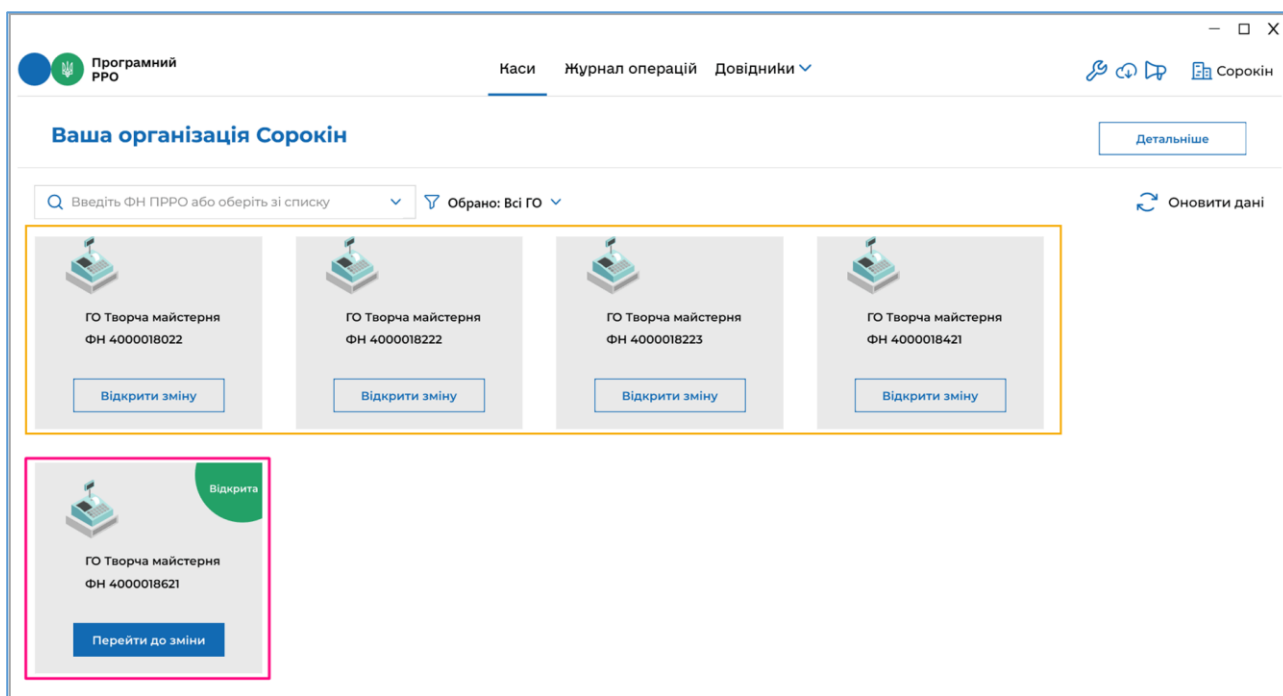 Програмний
РРО
Каси
Журнал операцій
Довідники
Сорокін
Ваша організація Сорокін
Детальніше
Введіть ФН ПРРО або оберіть зі списку
Обрано: Всі ГО
Оновити дані
ГО Творча майстерня
ФН 4000018022
Відкрити зміну
ГО Творча майстерня
ФН 4000018222
Відкрити зміну
ГО Творча майстерня
ФН 4000018223
Відкрити зміну
ГО Творча майстерня
ФН 4000018421
Відкрити зміну
Відкрита
ГО Творча майстерня
ФН 4000018621
Перейти до зміни